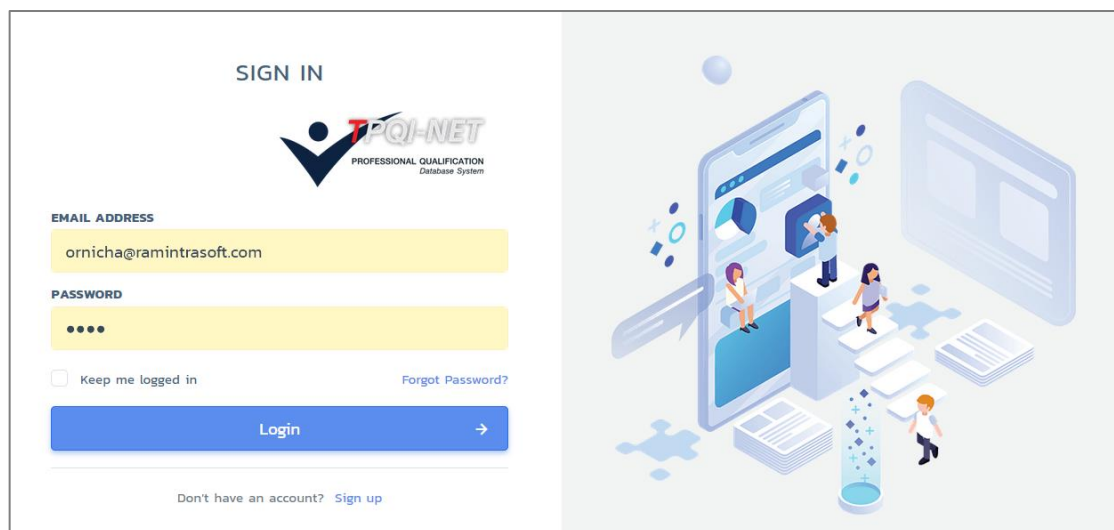 SIGN IN
TPQI-NET
PROFESSIONAL QUALIFICATION
Database System
EMAIL ADDRESS
ornicha@ramintrasoft.com
PASSWORD
••••
Keep me logged in
Forgot Password?
Login →
Don't have an account? Sign up